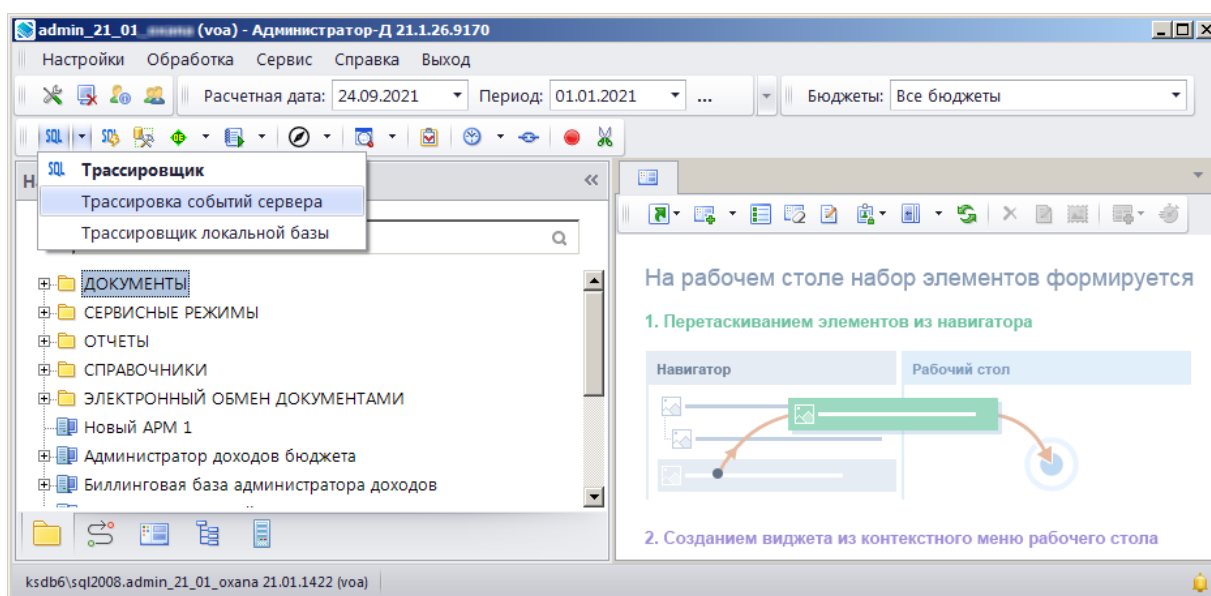 admin_21_01 (voa) - Администратор-Д 21.1.26.9170
Настройки Обработка Сервис Справка Выход
Расчетная дата: 24.09.2021 Период: 01.01.2021 ... Бюджеты: Все бюджеты
SQL SQL
SQL Трассировщик
Н
Трассировка событий сервера
Трассировщик локальной базы
ДОКУМЕНТЫ
СЕРВИСНЫЕ РЕЖИМЫ
ОТЧЕТЫ
СПРАВОЧНИКИ
ЭЛЕКТРОННЫЙ ОБМЕН ДОКУМЕНТАМИ
Новый АРМ 1
Администратор доходов бюджета
Биллинговая база администратора доходов
На рабочем столе набор элементов формируется
1. Перетаскиванием элементов из навигатора
Навигатор Рабочий стол
2. Созданием виджета из контекстного меню рабочего стола
ksdb6\sql2008.admin_21_01_oxana 21.01.1422 (voa)